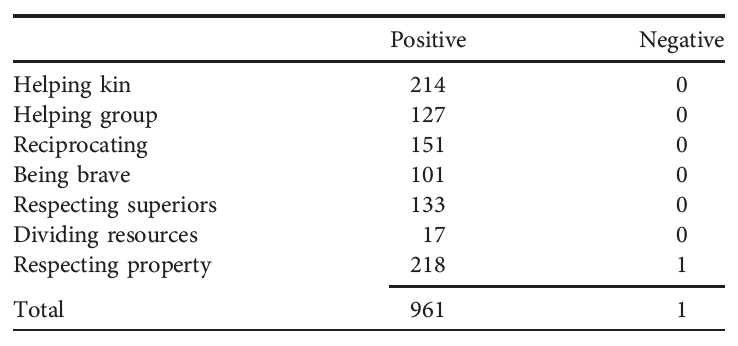 Positive Negative
Helping kin 214 0
Helping group 127 0
Reciprocating 151 0
Being brave 101 0
Respecting superiors 133 0
Dividing resources 17 0
Respecting property 218 1
Total 961 1